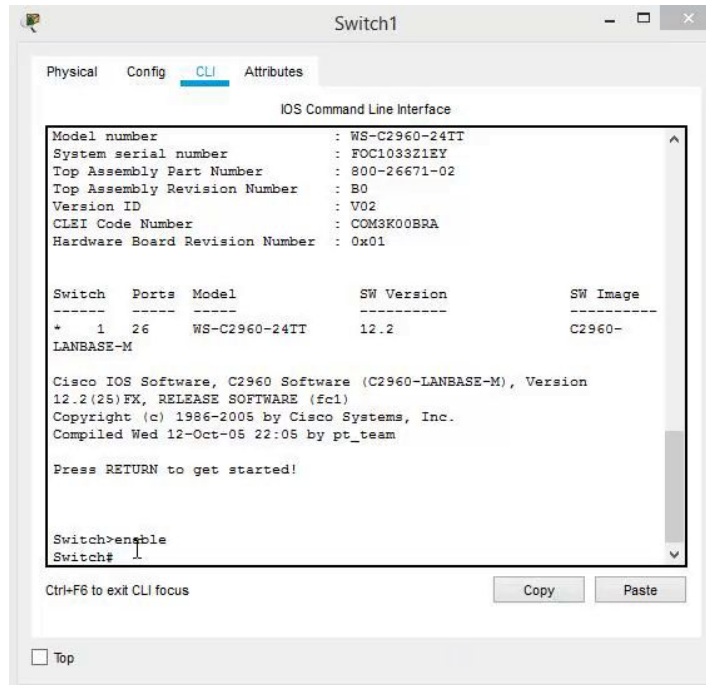 Switch1
Physical Config CLI Attributes
IOS Command Line Interface
Model number : WS-C2960-24TT
System serial number : FOC1033Z1EY
Top Assembly Part Number : 800-26671-02
Top Assembly Revision Number : B0
Version ID : V02
CLEI Code Number : COM3K00BRA
Hardware Board Revision Number : 0x01
Switch Ports Model SW Version SW Image
------ ----- ----- ---------- ----------
* 1 26 WS-C2960-24TT 12.2 C2960-
LANBASE-M
Cisco IOS Software, C2960 Software (C2960-LANBASE-M), Version
12.2(25)FX, RELEASE SOFTWARE (fc1)
Copyright (c) 1986-2005 by Cisco Systems, Inc.
Compiled Wed 12-Oct-05 22:05 by pt_team
Press RETURN to get started!
Switch>enable
Switch#
Ctrl+F6 to exit CLI focus
Copy Paste
Top